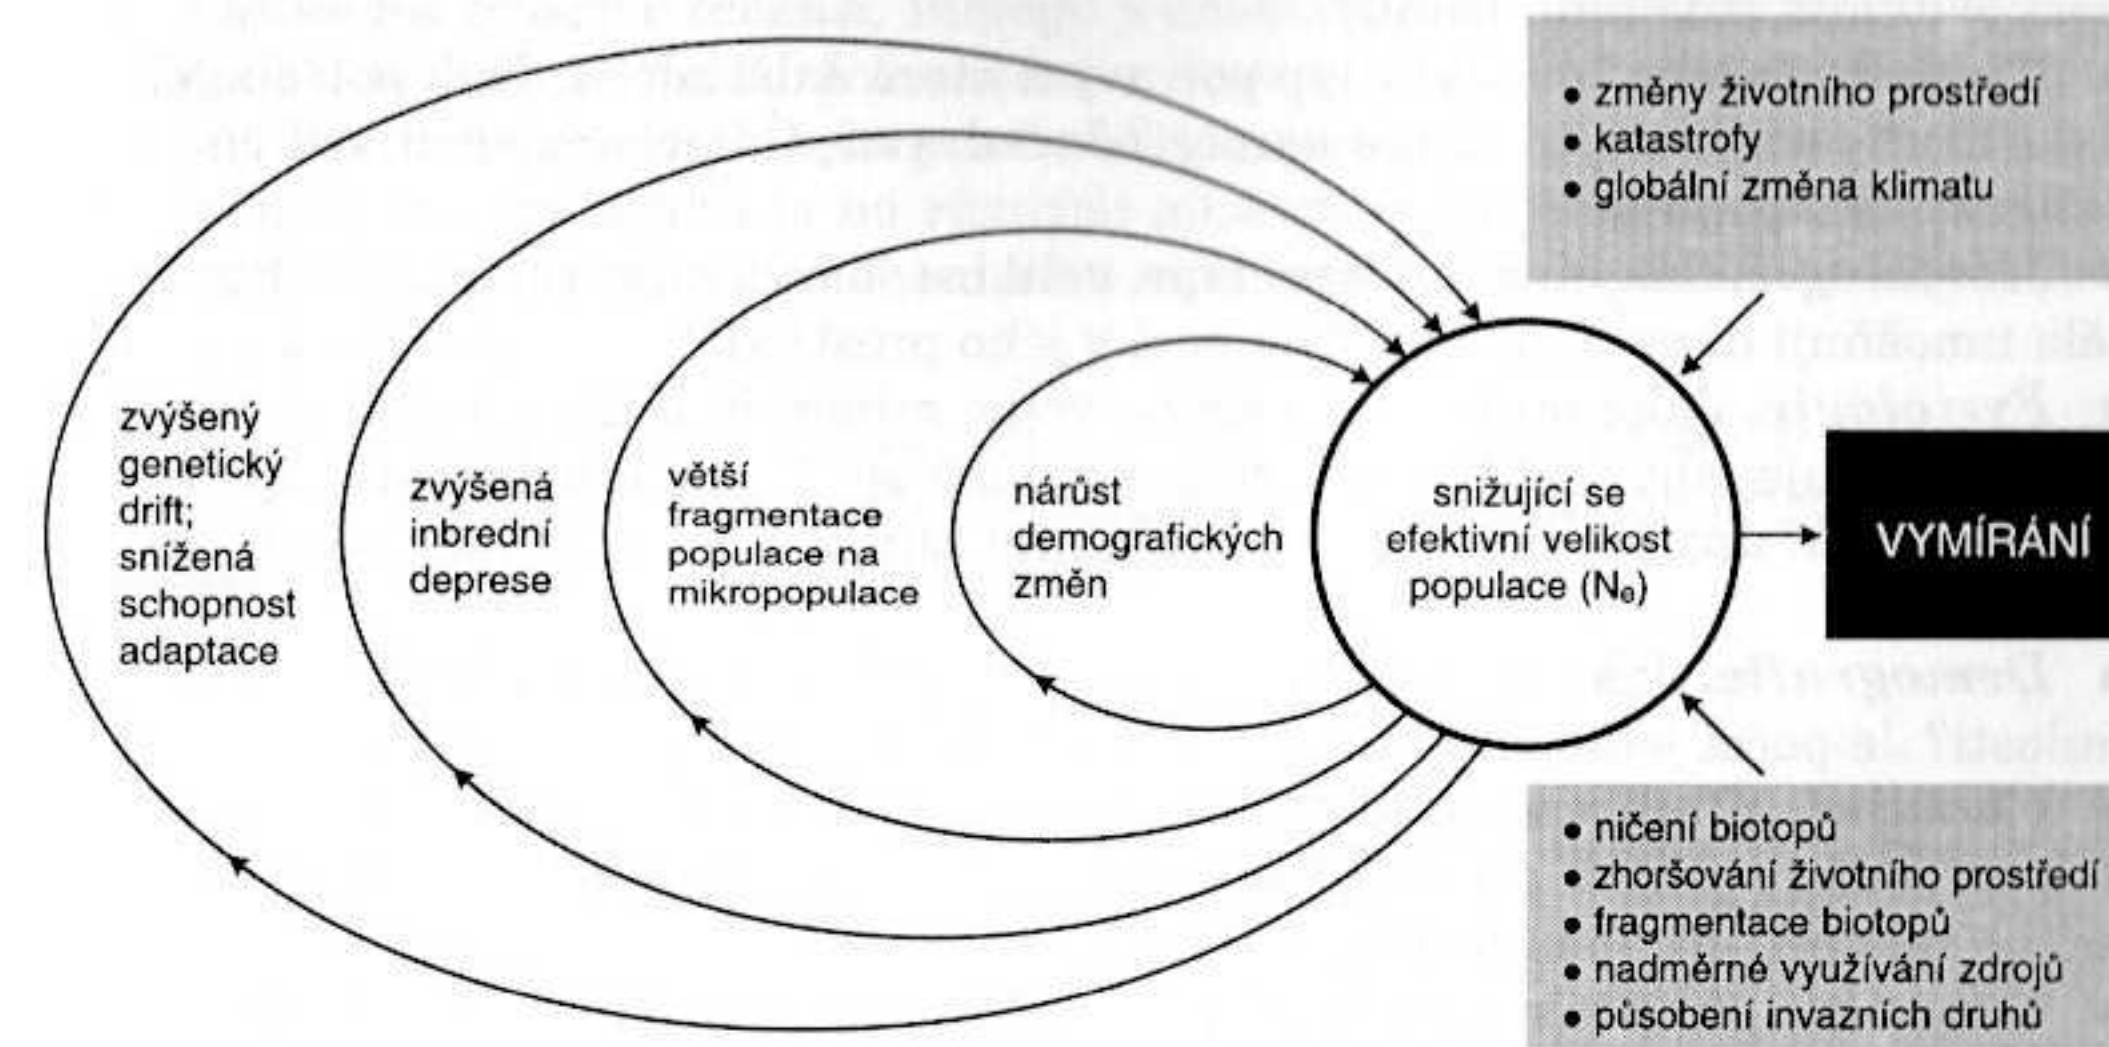 • změny životního prostředí
• katastrofy
• globální změna klimatu
zvýšený
genetický
drift;
snížená
schopnost
adaptace
zvýšená
inbrední
deprese
větší
fragmentace
populace na
mikropopulace
nárůst
demografických
změn
snižující se
efektivní velikost
populace (Nₑ)
VYMÍRÁNÍ
• ničení biotopů
• zhoršování životního prostředí
• fragmentace biotopů
• nadměrné využívání zdrojů
• působení invazních druhů